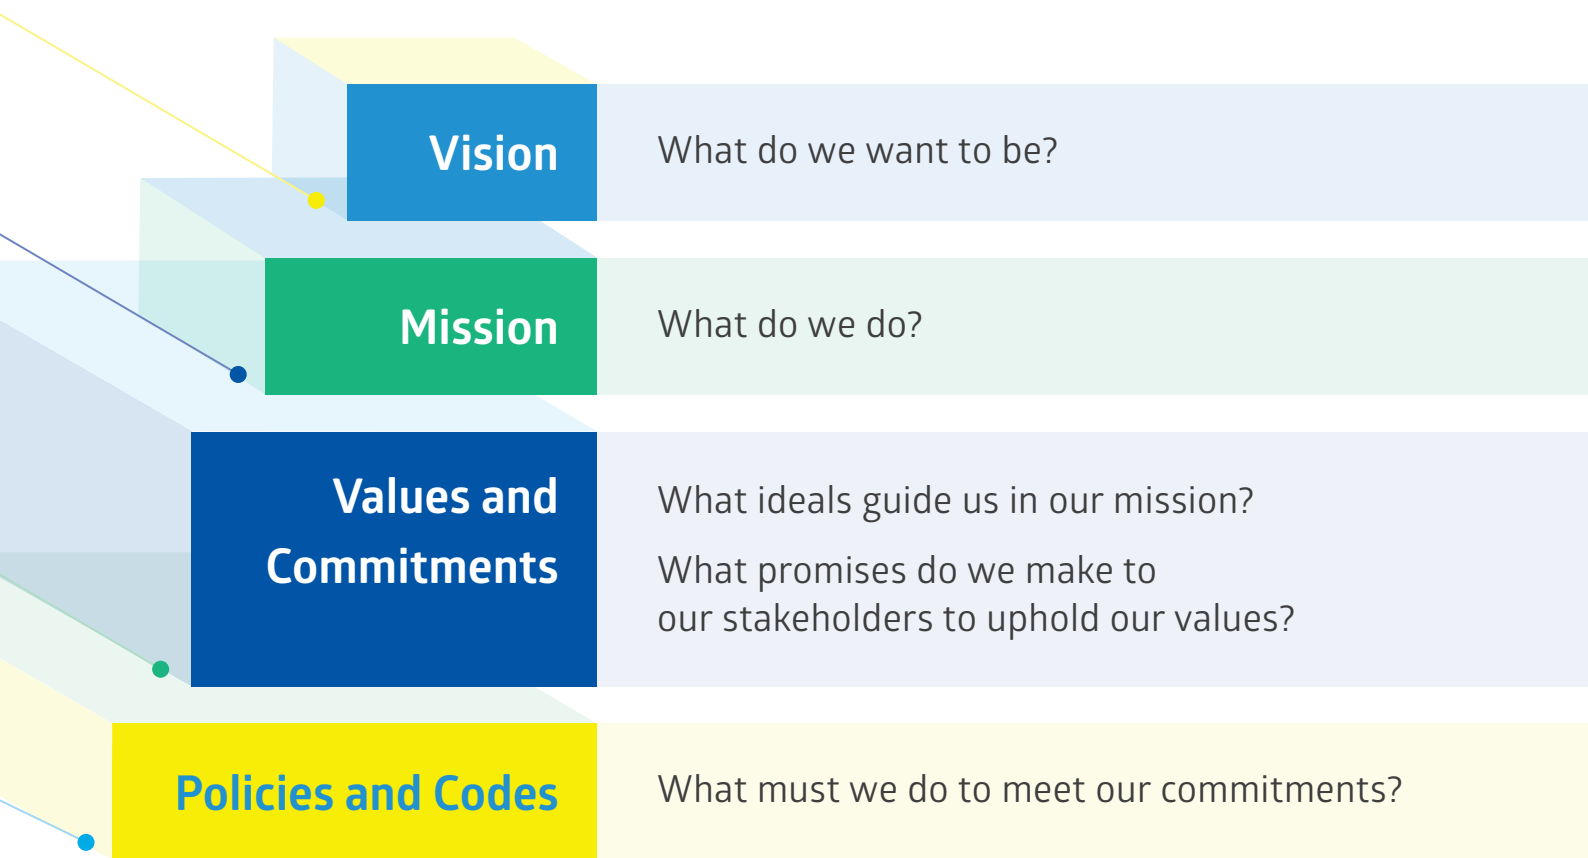 Vision
What do we want to be?
Mission
What do we do?
Values and
Commitments
What ideals guide us in our mission?
What promises do we make to
our stakeholders to uphold our values?
Policies and Codes
What must we do to meet our commitments?